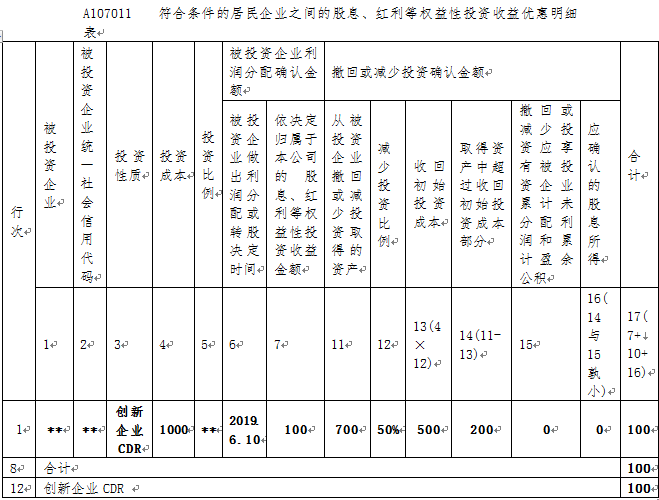 A107011 符合条件的居民企业之间的股息、红利等权益性投资收益优惠明细
表
行次
被投资企业
被投资企业统一社会信用代码
投资性质
投资成本
投资比例
被投资企业利润分配确认金额
撤回或减少投资确认金额
合计
被投资企业做出利润分配或转股决定时间
依决定归属于本公司的股息、红利等权益性投资收益金额
从被投资企业撤回或减少投资取得的资产
减少投资比例
收回初始投资成本
取得资产中超过收回初始投资成本部分
撤回或减少投资应享有被投资企业累计未分配利润和累计盈余公积
应确认的股息所得
1 2 3 4 5 6 7 11 12 13(4×12) 14(11-13) 15 16(14与15孰小) 17(7+10+16)
1 ** ** 创新企业CDR 1000 ** 2019.6.10 100 700 50% 500 200 0 0 100
8 合计 100
12 创新企业CDR 100